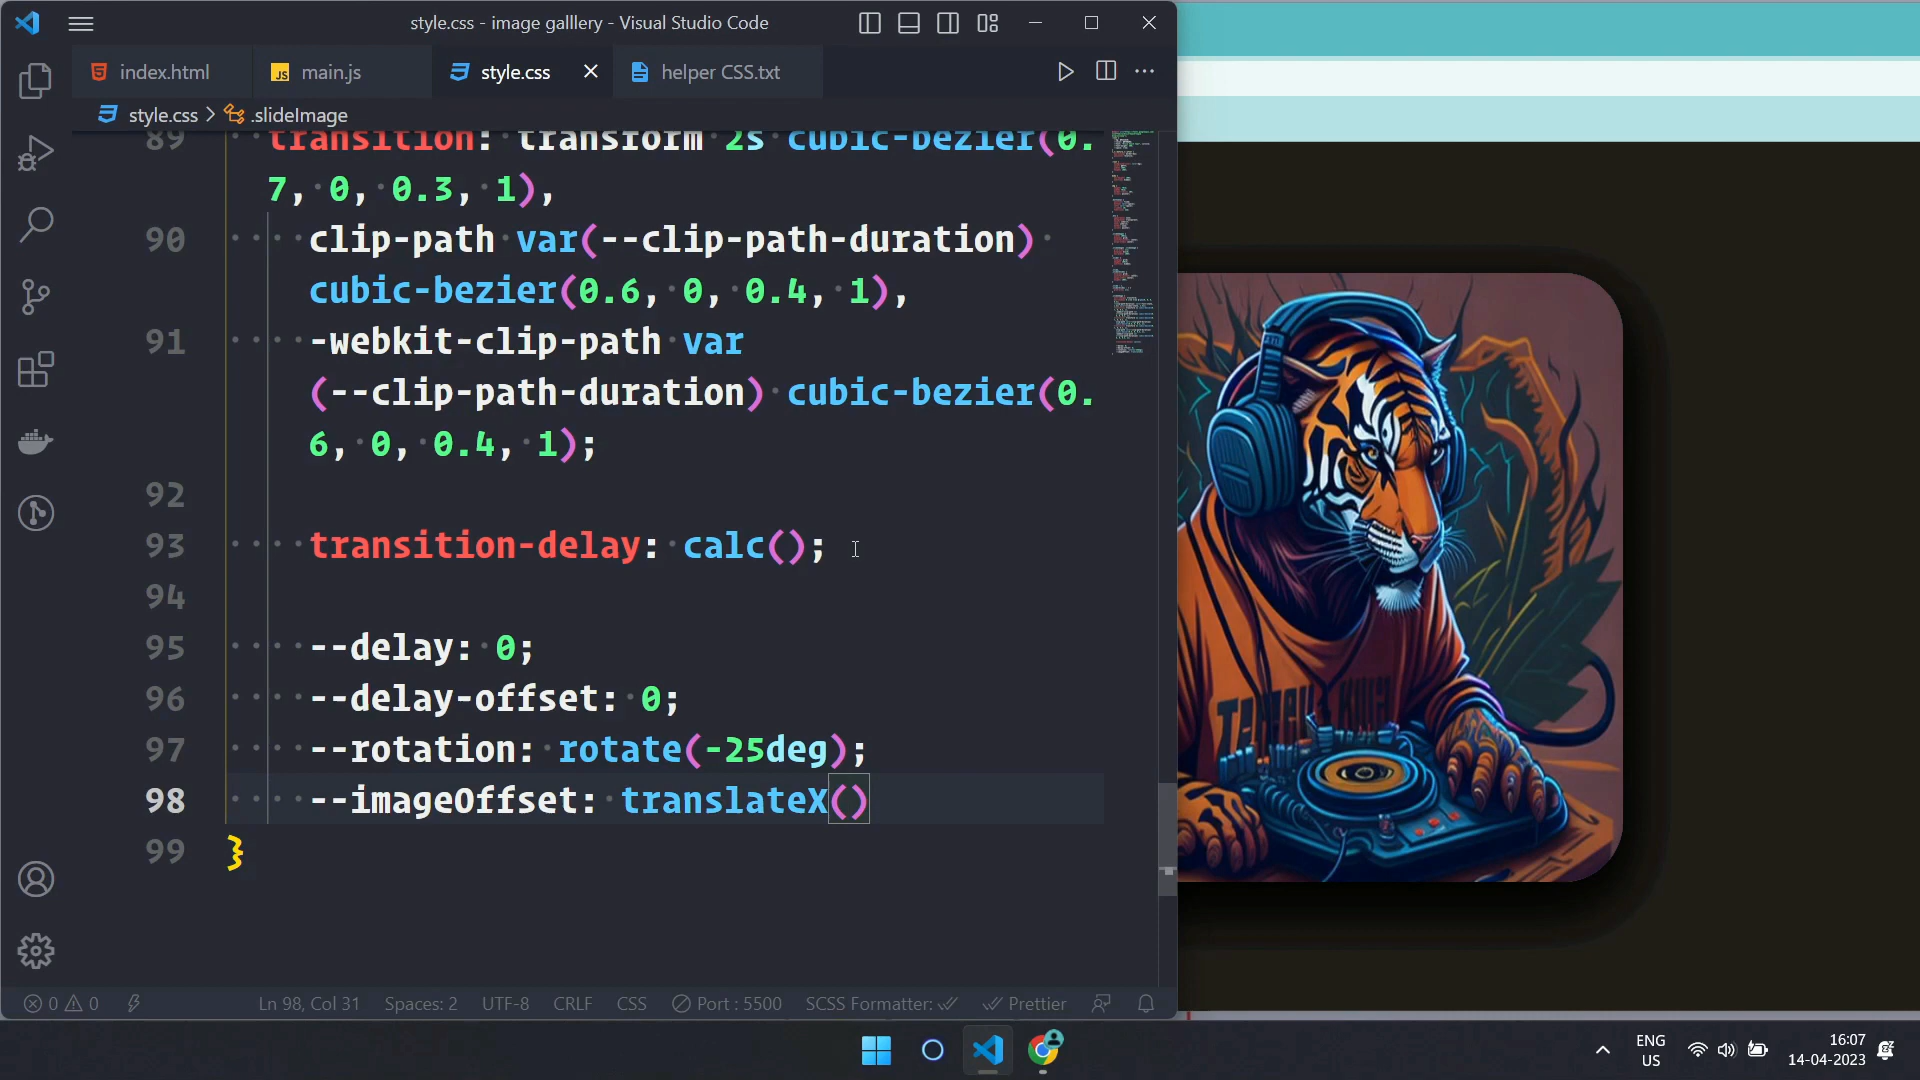 style.css - image galllery - Visual Studio Code
index.html
JS main.js
style.css
helper CSS.txt
style.css > .slideImage
89 transition: transform 2s cubic-bezier(0.
7, 0, 0.3, 1),
90 clip-path var(--clip-path-duration)
cubic-bezier(0.6, 0, 0.4, 1),
91 -webkit-clip-path var
(--clip-path-duration) cubic-bezier(0.
6, 0, 0.4, 1);
92
93 transition-delay: calc();
94
95 --delay: 0;
96 --delay-offset: 0;
97 --rotation: rotate(-25deg);
98 --imageOffset: translateX()
99 }
0 0 Ln 98, Col 31 Spaces: 2 UTF-8 CRLF CSS Port : 5500 SCSS Formatter: Prettier
ENG
US
16:07
14-04-2023